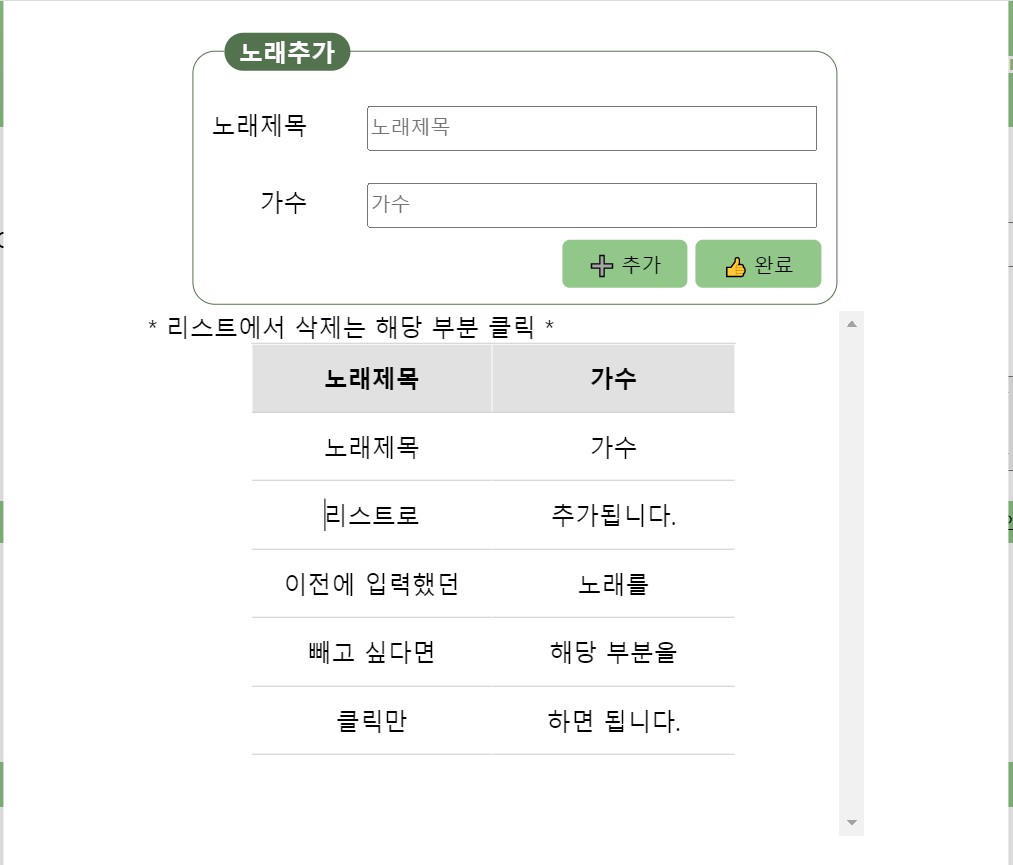 노래추가
노래제목 노래제목
가수 가수
➕ 추가 👍 완료
* 리스트에서 삭제는 해당 부분 클릭 *
노래제목 가수
노래제목 가수
리스트로 추가됩니다.
이전에 입력했던 노래를
빼고 싶다면 해당 부분을
클릭만 하면 됩니다.